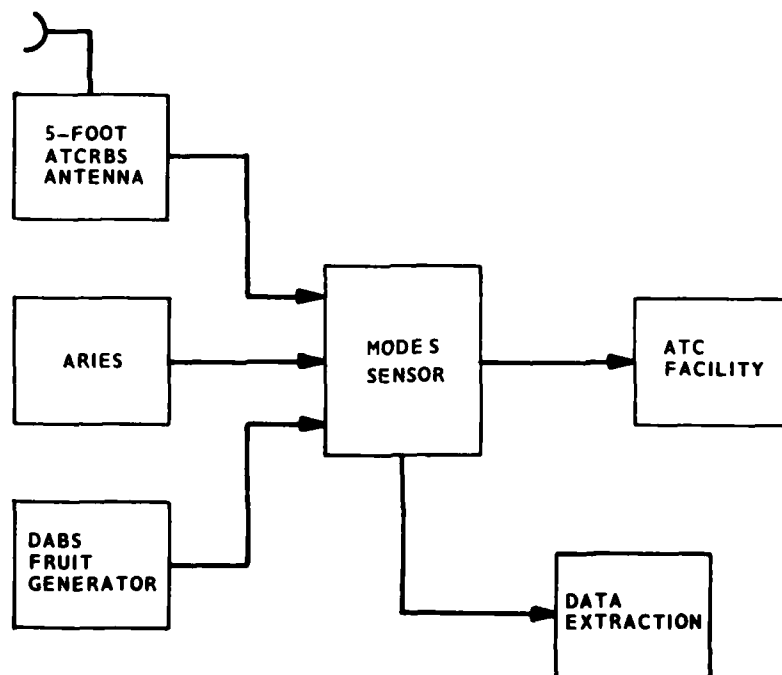 5-FOOT
ATCRBS
ANTENNA
ARIES
MODE S
SENSOR
ATC
FACILITY
DABS
FRUIT
GENERATOR
DATA
EXTRACTION